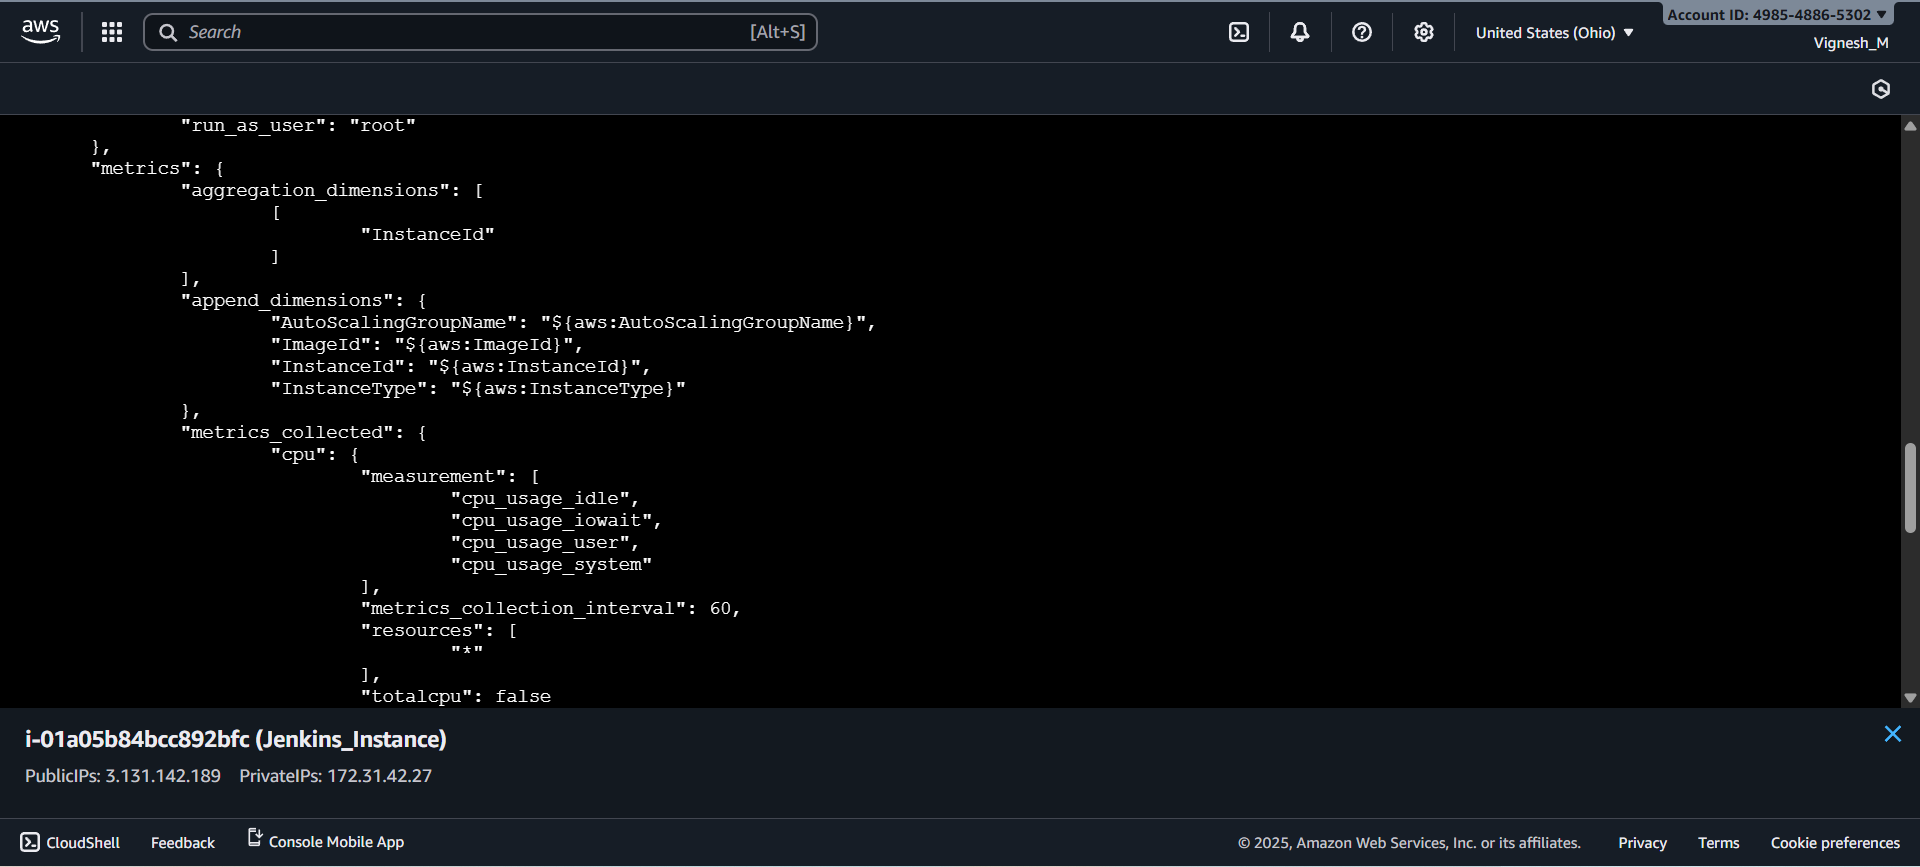 aws
Search
[Alt+S]
United States (Ohio)
Account ID: 4985-4886-5302
Vignesh_M
"run_as_user": "root"
},
"metrics": {
"aggregation_dimensions": [
[
"InstanceId"
]
],
"append_dimensions": {
"AutoScalingGroupName": "${aws:AutoScalingGroupName}",
"ImageId": "${aws:ImageId}",
"InstanceId": "${aws:InstanceId}",
"InstanceType": "${aws:InstanceType}"
},
"metrics_collected": {
"cpu": {
"measurement": [
"cpu_usage_idle",
"cpu_usage_iowait",
"cpu_usage_user",
"cpu_usage_system"
],
"metrics_collection_interval": 60,
"resources": [
"*"
],
"totalcpu": false
i-01a05b84bcc892bfc (Jenkins_Instance)
PublicIPs: 3.131.142.189 PrivateIPs: 172.31.42.27
CloudShell Feedback Console Mobile App © 2025, Amazon Web Services, Inc. or its affiliates. Privacy Terms Cookie preferences